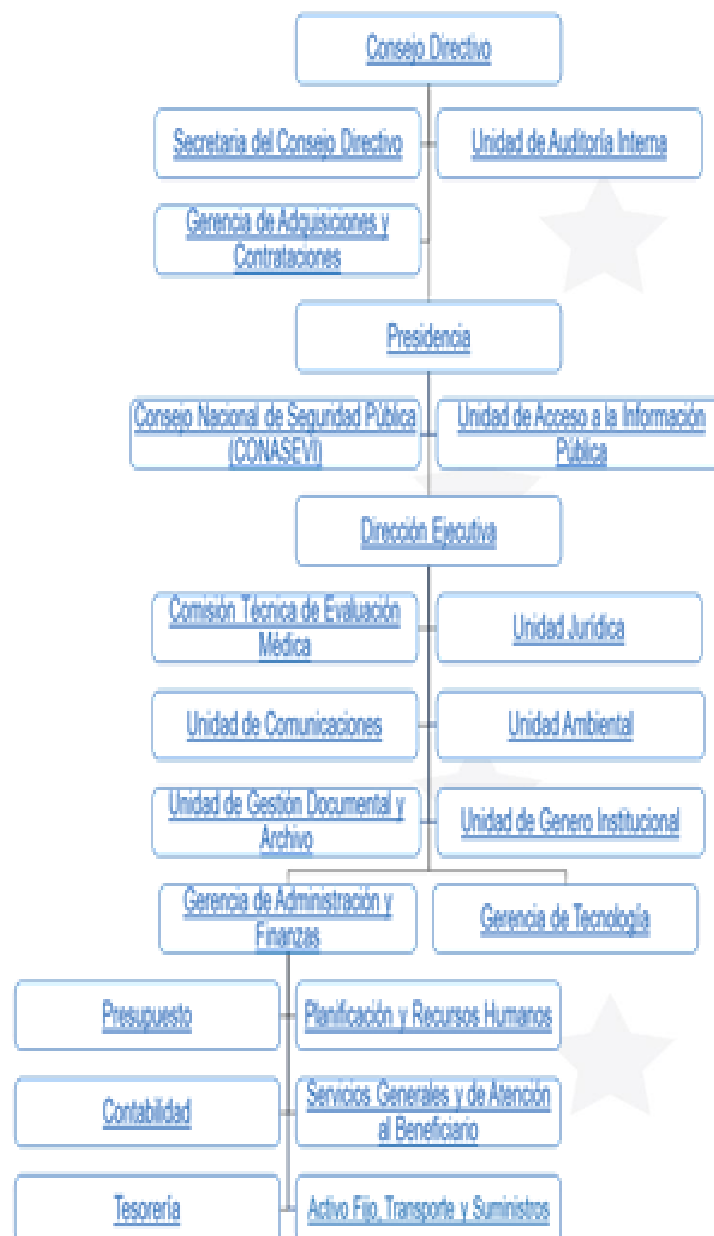 Consejo Directivo
Secretaria del Consejo Directivo
Unidad de Auditoría Interna
Gerencia de Adquisiciones y
Contrataciones
Presidencia
Consejo Nacional de Seguridad Pública
(CONASEVI)
Unidad de Acceso a la Información
Pública
Dirección Ejecutiva
Comisión Técnica de Evaluación
Médica
Unidad Jurídica
Unidad de Comunicaciones
Unidad Ambiental
Unidad de Gestión Documental y
Archivo
Unidad de Genero Institucional
Gerencia de Administración y
Finanzas
Gerencia de Tecnología
Presupuesto
Planificación y Recursos Humanos
Contabilidad
Servicios Generales y de Atención
al Beneficiario
Tesorería
Activo Fijo, Transporte y Suministros